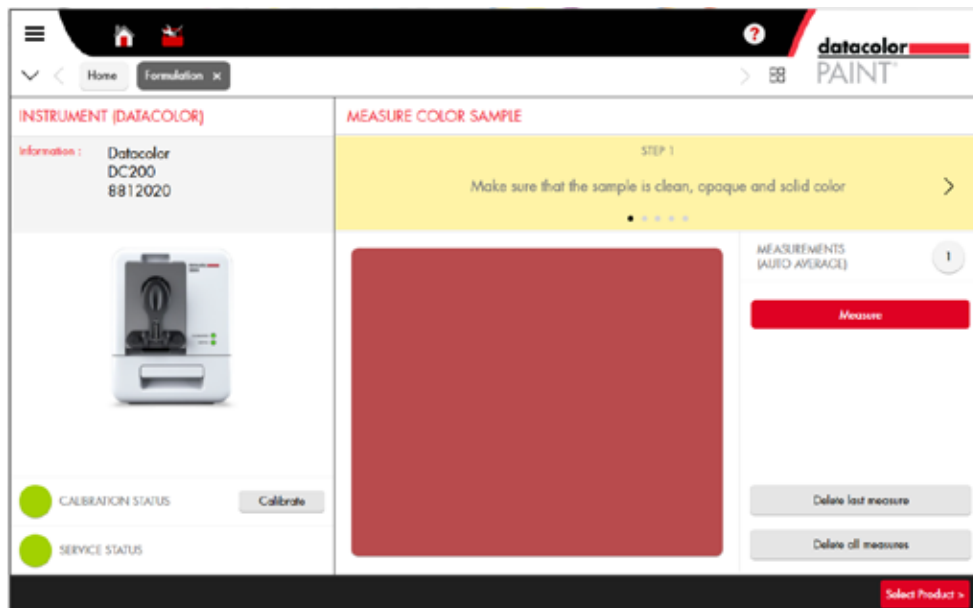 ?
datacolor
PAINT
Home
Formulation ×
INSTRUMENT (DATACOLOR)
Information :
Datacolor
DC200
8812020
CALIBRATION STATUS
Calibrate
SERVICE STATUS
MEASURE COLOR SAMPLE
STEP 1
Make sure that the sample is clean, opaque and solid color
MEASUREMENTS
(AUTO AVERAGE)
1
Measure
Delete last measure
Delete all measures
Select Product >